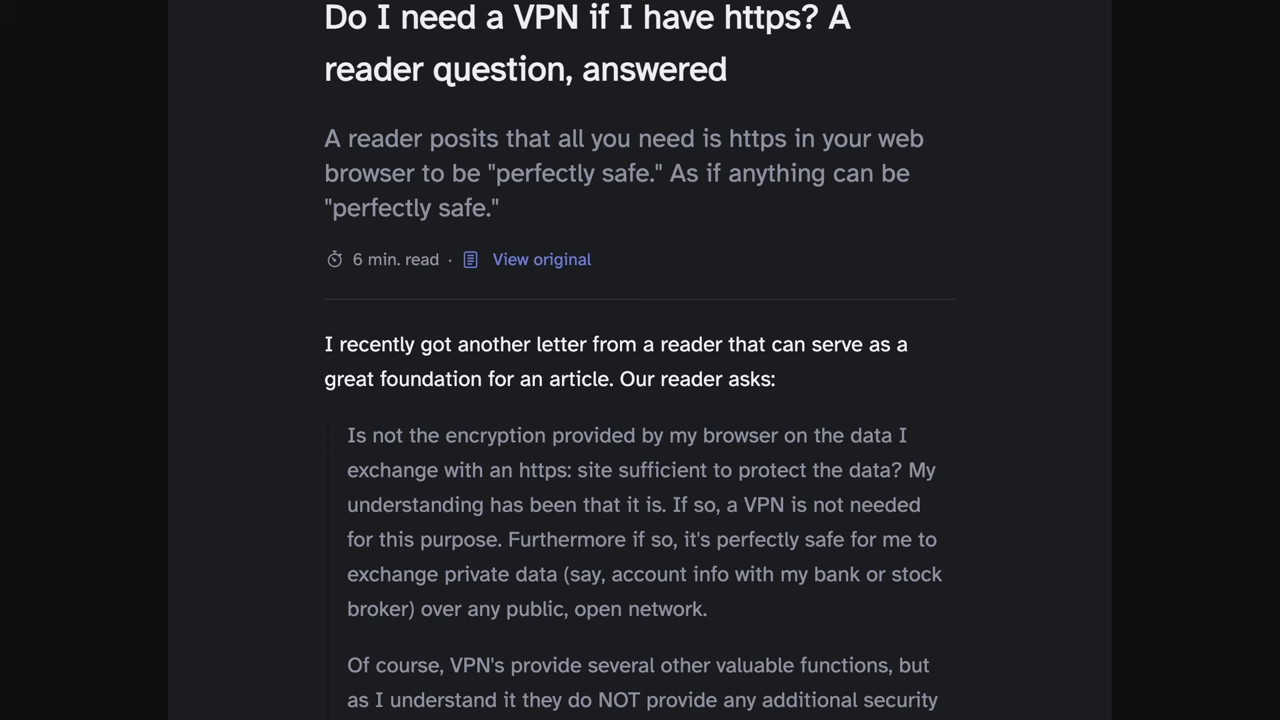 Do I need a VPN if I have https? A
reader question, answered
A reader posits that all you need is https in your web
browser to be "perfectly safe." As if anything can be
"perfectly safe."
6 min. read · View original
I recently got another letter from a reader that can serve as a
great foundation for an article. Our reader asks:
Is not the encryption provided by my browser on the data I
exchange with an https: site sufficient to protect the data? My
understanding has been that it is. If so, a VPN is not needed
for this purpose. Furthermore if so, it's perfectly safe for me to
exchange private data (say, account info with my bank or stock
broker) over any public, open network.
Of course, VPN's provide several other valuable functions, but
as I understand it they do NOT provide any additional security